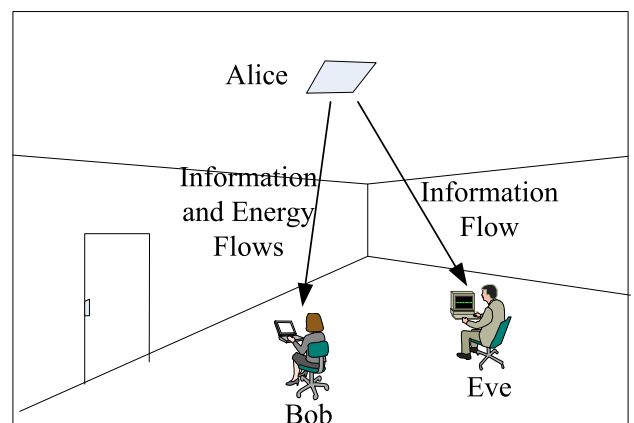 Alice
Information
and Energy
Flows
Information
Flow
Eve
Bob